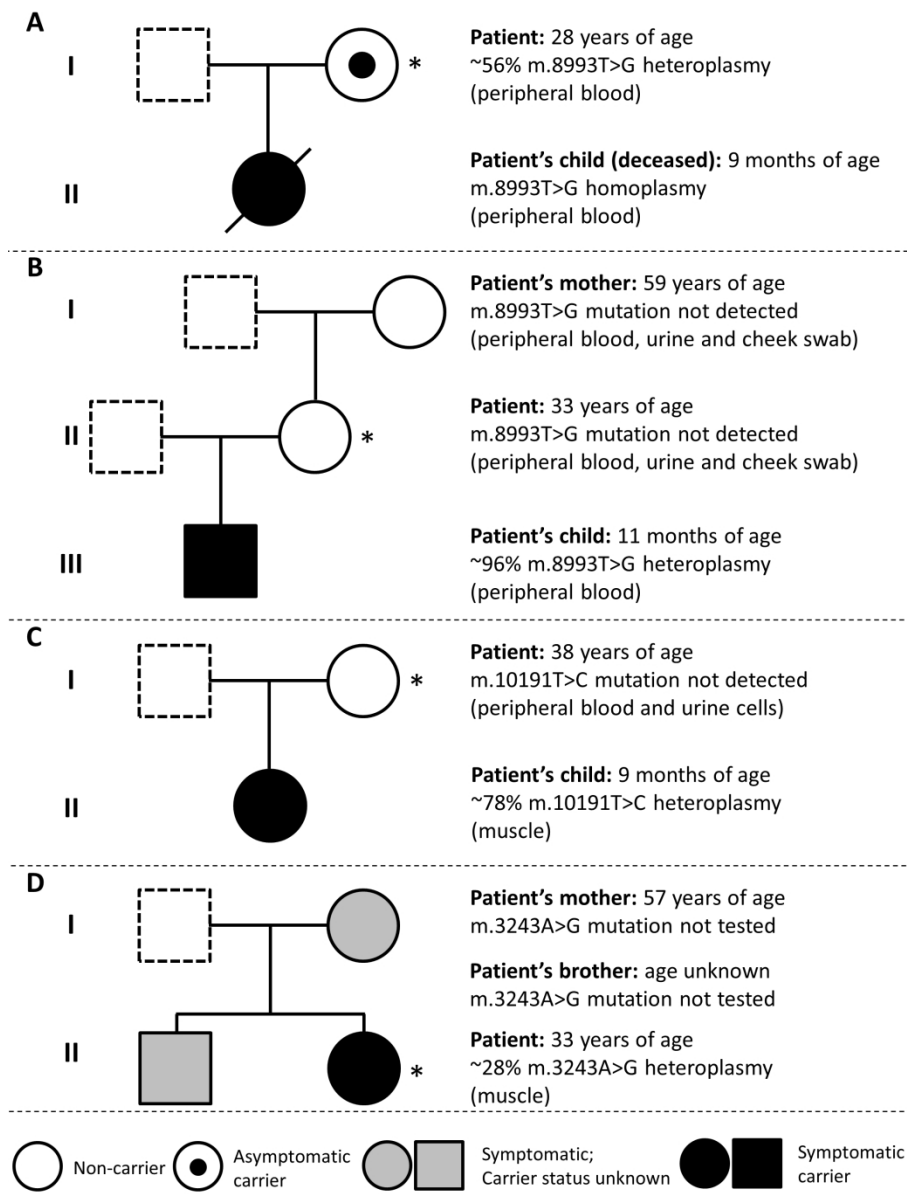 A
I
*
Patient: 28 years of age
~56% m.8993T>G heteroplasmy
(peripheral blood)
II
Patient's child (deceased): 9 months of age
m.8993T>G homoplasmy
(peripheral blood)
B
I
Patient's mother: 59 years of age
m.8993T>G mutation not detected
(peripheral blood, urine and cheek swab)
II
*
Patient: 33 years of age
m.8993T>G mutation not detected
(peripheral blood, urine and cheek swab)
III
Patient's child: 11 months of age
~96% m.8993T>G heteroplasmy
(peripheral blood)
C
I
*
Patient: 38 years of age
m.10191T>C mutation not detected
(peripheral blood and urine cells)
II
Patient's child: 9 months of age
~78% m.10191T>C heteroplasmy
(muscle)
D
I
Patient's mother: 57 years of age
m.3243A>G mutation not tested
Patient's brother: age unknown
m.3243A>G mutation not tested
II
*
Patient: 33 years of age
~28% m.3243A>G heteroplasmy
(muscle)
Non-carrier
Asymptomatic
carrier
Symptomatic;
Carrier status unknown
Symptomatic
carrier